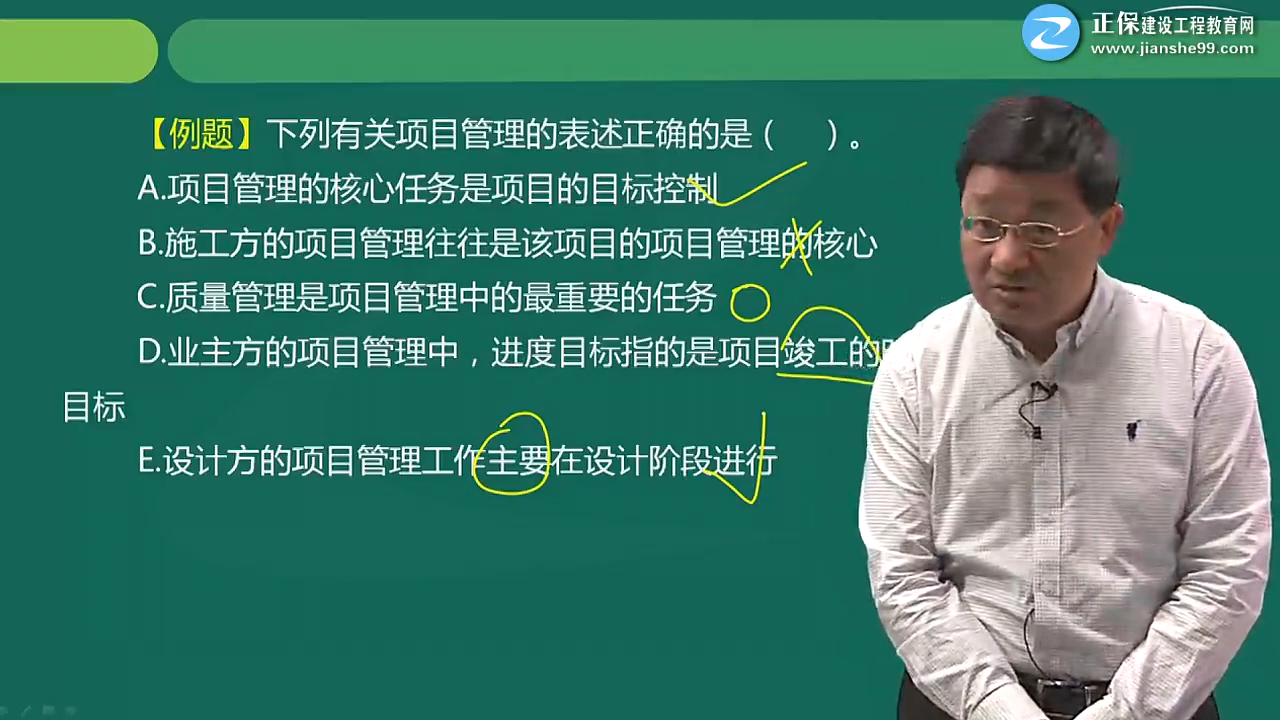 正保建设工程教育网
www.jianshe99.com
【例题】下列有关项目管理的表述正确的是（　　）。
A.项目管理的核心任务是项目的目标控制
B.施工方的项目管理往往是该项目的项目管理的核心
C.质量管理是项目管理中的最重要的任务
D.业主方的项目管理中，进度目标指的是项目竣工的
目标
E.设计方的项目管理工作主要在设计阶段进行